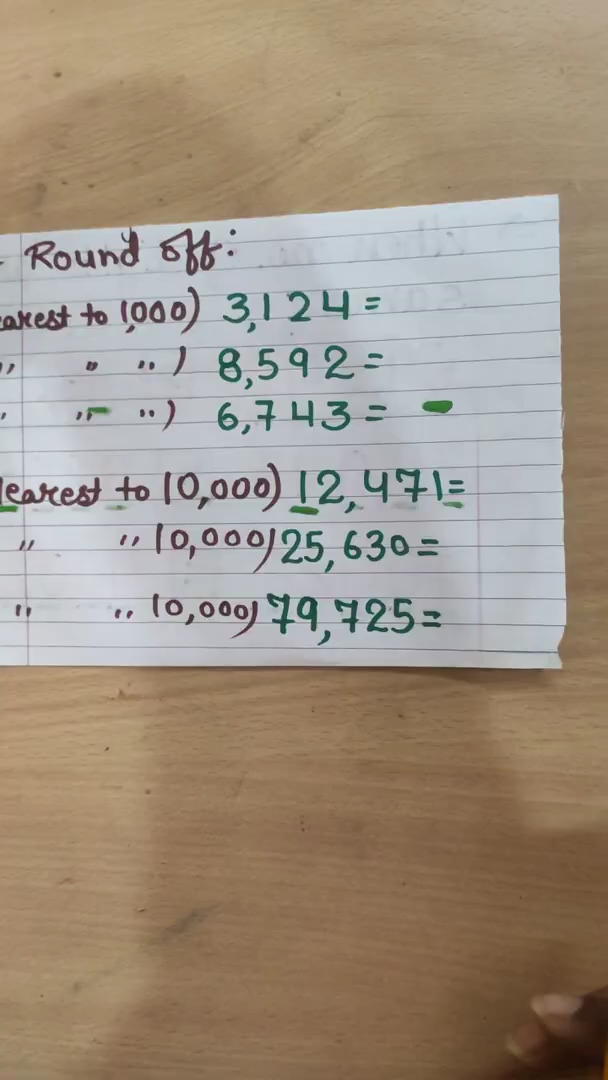 Round off:
earest to 1,000) 3,124=
" " ") 8,592=
" " ") 6,743=
earest to 10,000) 12,471=
" " 10,000) 25,630=
" " 10,000) 79,725=